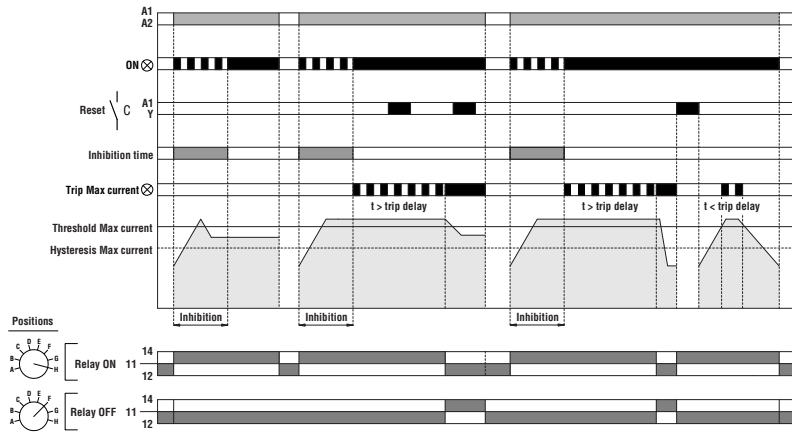 A1
A2
ON
Reset
C
A1
Y
Inhibition time
Trip Max current
t > trip delay
t > trip delay
t < trip delay
Threshold Max current
Hysteresis Max current
Inhibition
Inhibition
Inhibition
Positions
A B C D E F G H
Relay ON
11
14
12
A B C D E F G H
Relay OFF
11
14
12